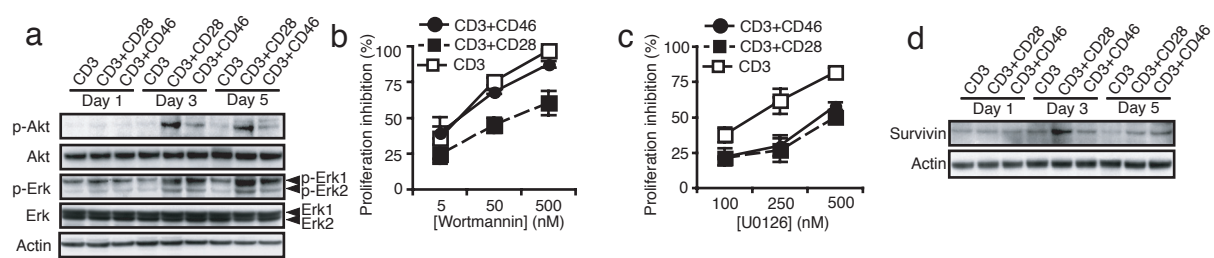 a
CD3
CD3+CD28
CD3+CD46
CD3
CD3+CD28
CD3+CD46
CD3
CD3+CD28
CD3+CD46
Day 1
Day 3
Day 5
p-Akt
Akt
p-Erk
p-Erk1
p-Erk2
Erk
Erk1
Erk2
Actin
b
CD3+CD46
CD3+CD28
CD3
Proliferation inhibition (%)
100
75
50
25
0
5 50 500
[Wortmannin] (nM)
c
CD3+CD46
CD3+CD28
CD3
Proliferation inhibition (%)
100
75
50
25
0
100 250 500
[U0126] (nM)
d
CD3
CD3+CD28
CD3+CD46
CD3
CD3+CD28
CD3+CD46
CD3
CD3+CD28
CD3+CD46
Day 1
Day 3
Day 5
Survivin
Actin